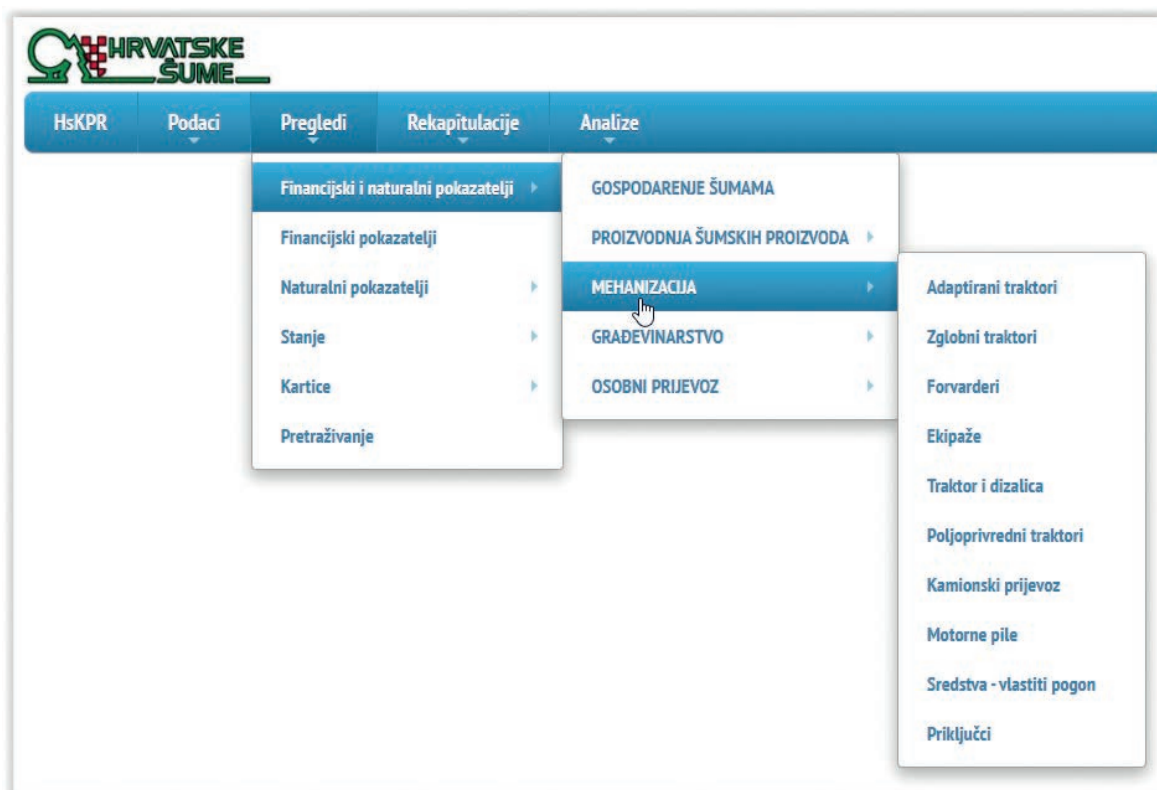 HRVATSKE
ŠUME
HsKPR
Podaci
Pregledi
Rekapitulacije
Analize
Financijski i naturalni pokazatelji
Financijski pokazatelji
Naturalni pokazatelji
Stanje
Kartice
Pretraživanje
GOSPODARENJE ŠUMAMA
PROIZVODNJA ŠUMSKIH PROIZVODA
MEHANIZACIJA
GRAĐEVINARSTVO
OSOBNI PRIJEVOZ
Adaptirani traktori
Zglobni traktori
Forvarderi
Ekipaže
Traktor i dizalica
Poljoprivredni traktori
Kamionski prijevoz
Motorne pile
Sredstva - vlastiti pogon
Priključci